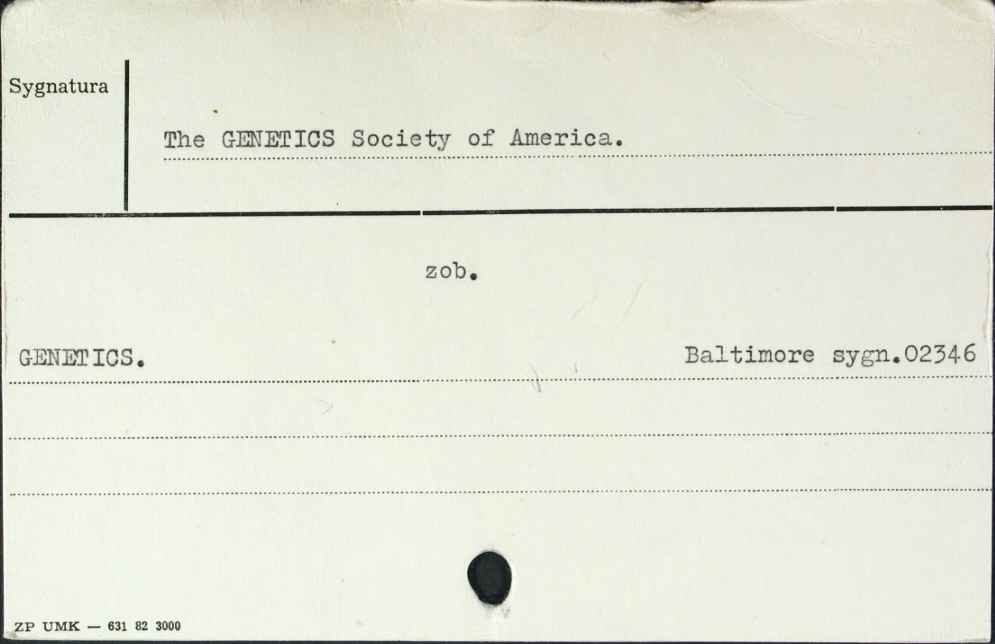 Sygnatura
The GENETICS Society of America.
zob.
GENETICS. Baltimore sygn.02346
ZP UMK — 631 82 3000